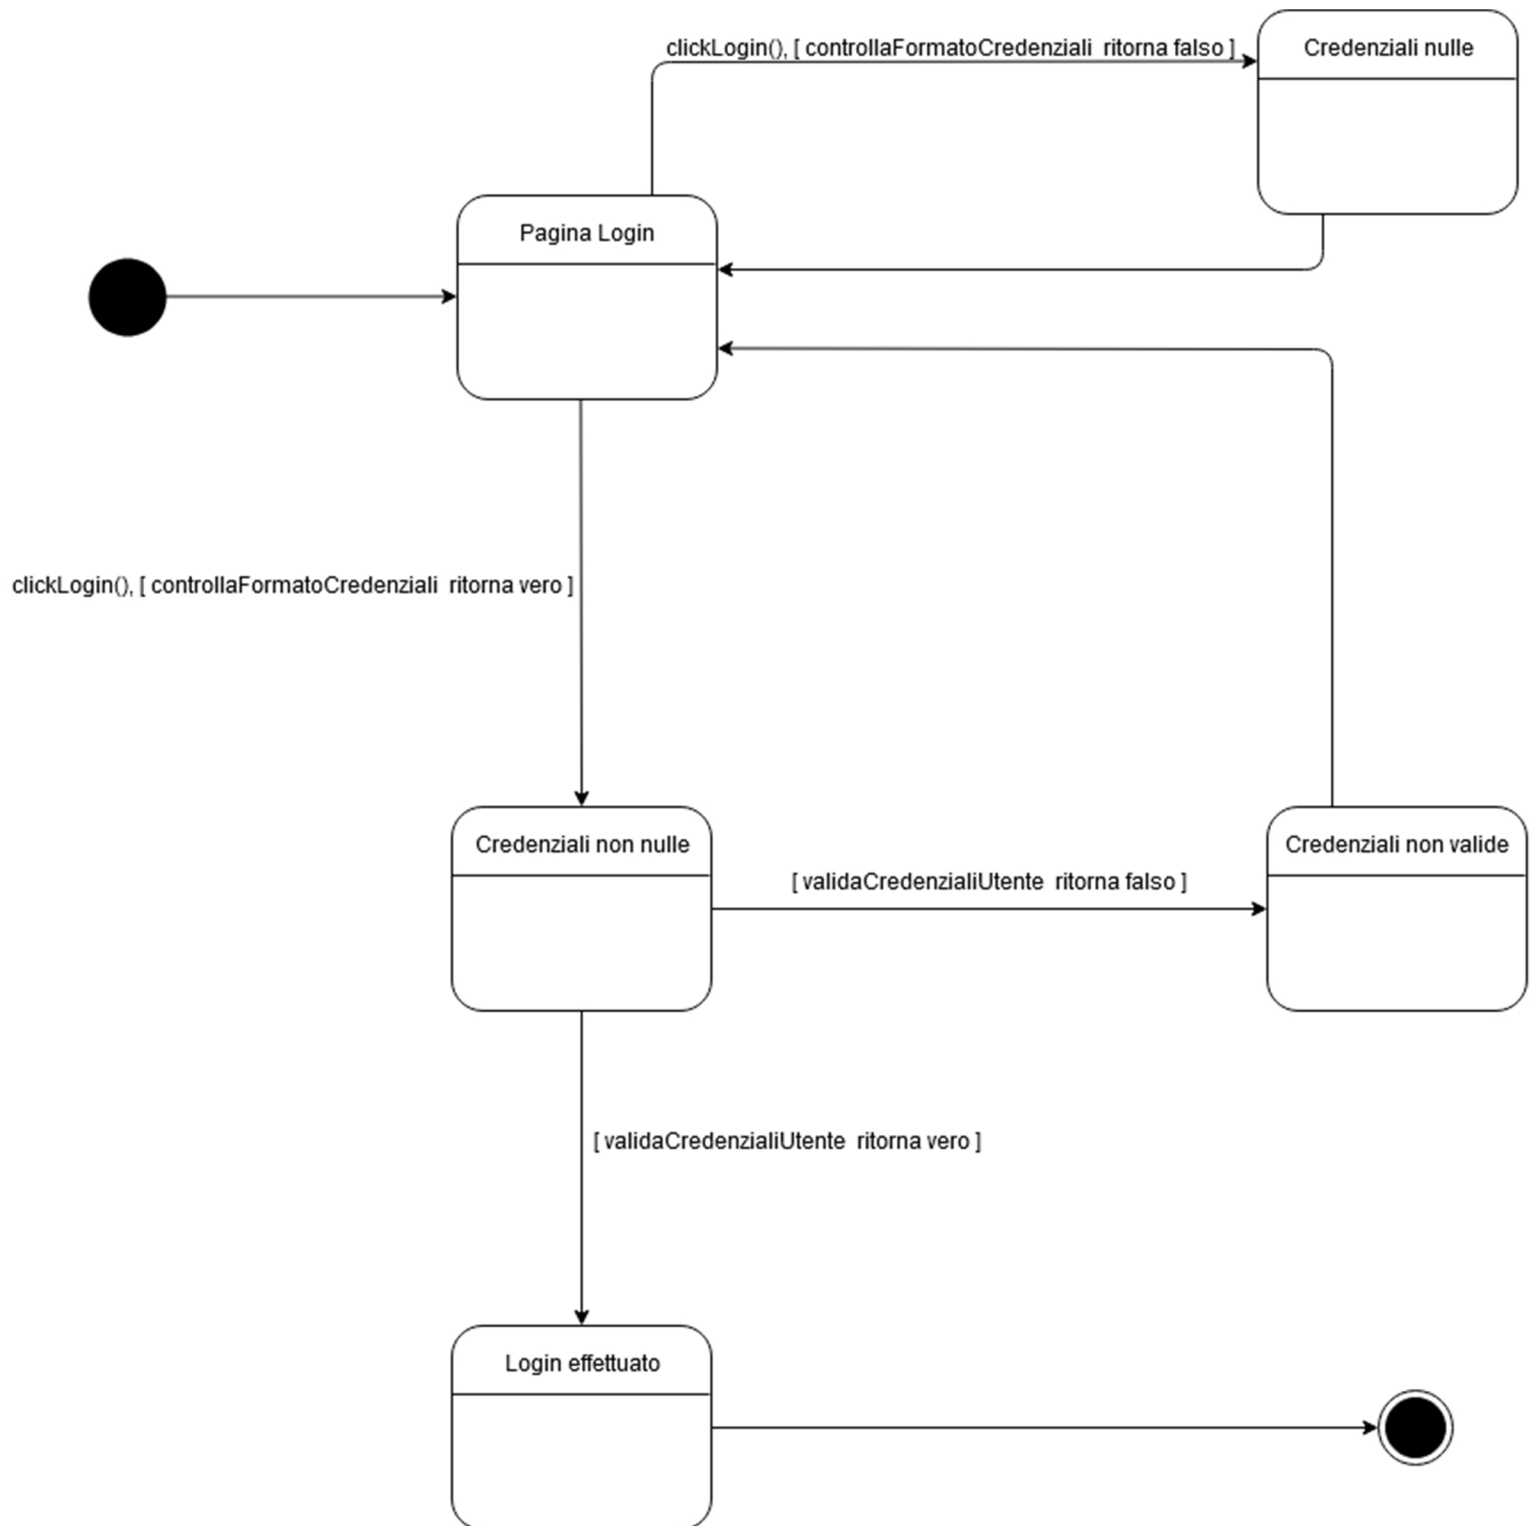 clickLogin(), [ controllaFormatoCredenziali ritorna falso ]
Credenziali nulle
Pagina Login
clickLogin(), [ controllaFormatoCredenziali ritorna vero ]
Credenziali non nulle
[ validaCredenzialiUtente ritorna falso ]
Credenziali non valide
[ validaCredenzialiUtente ritorna vero ]
Login effettuato